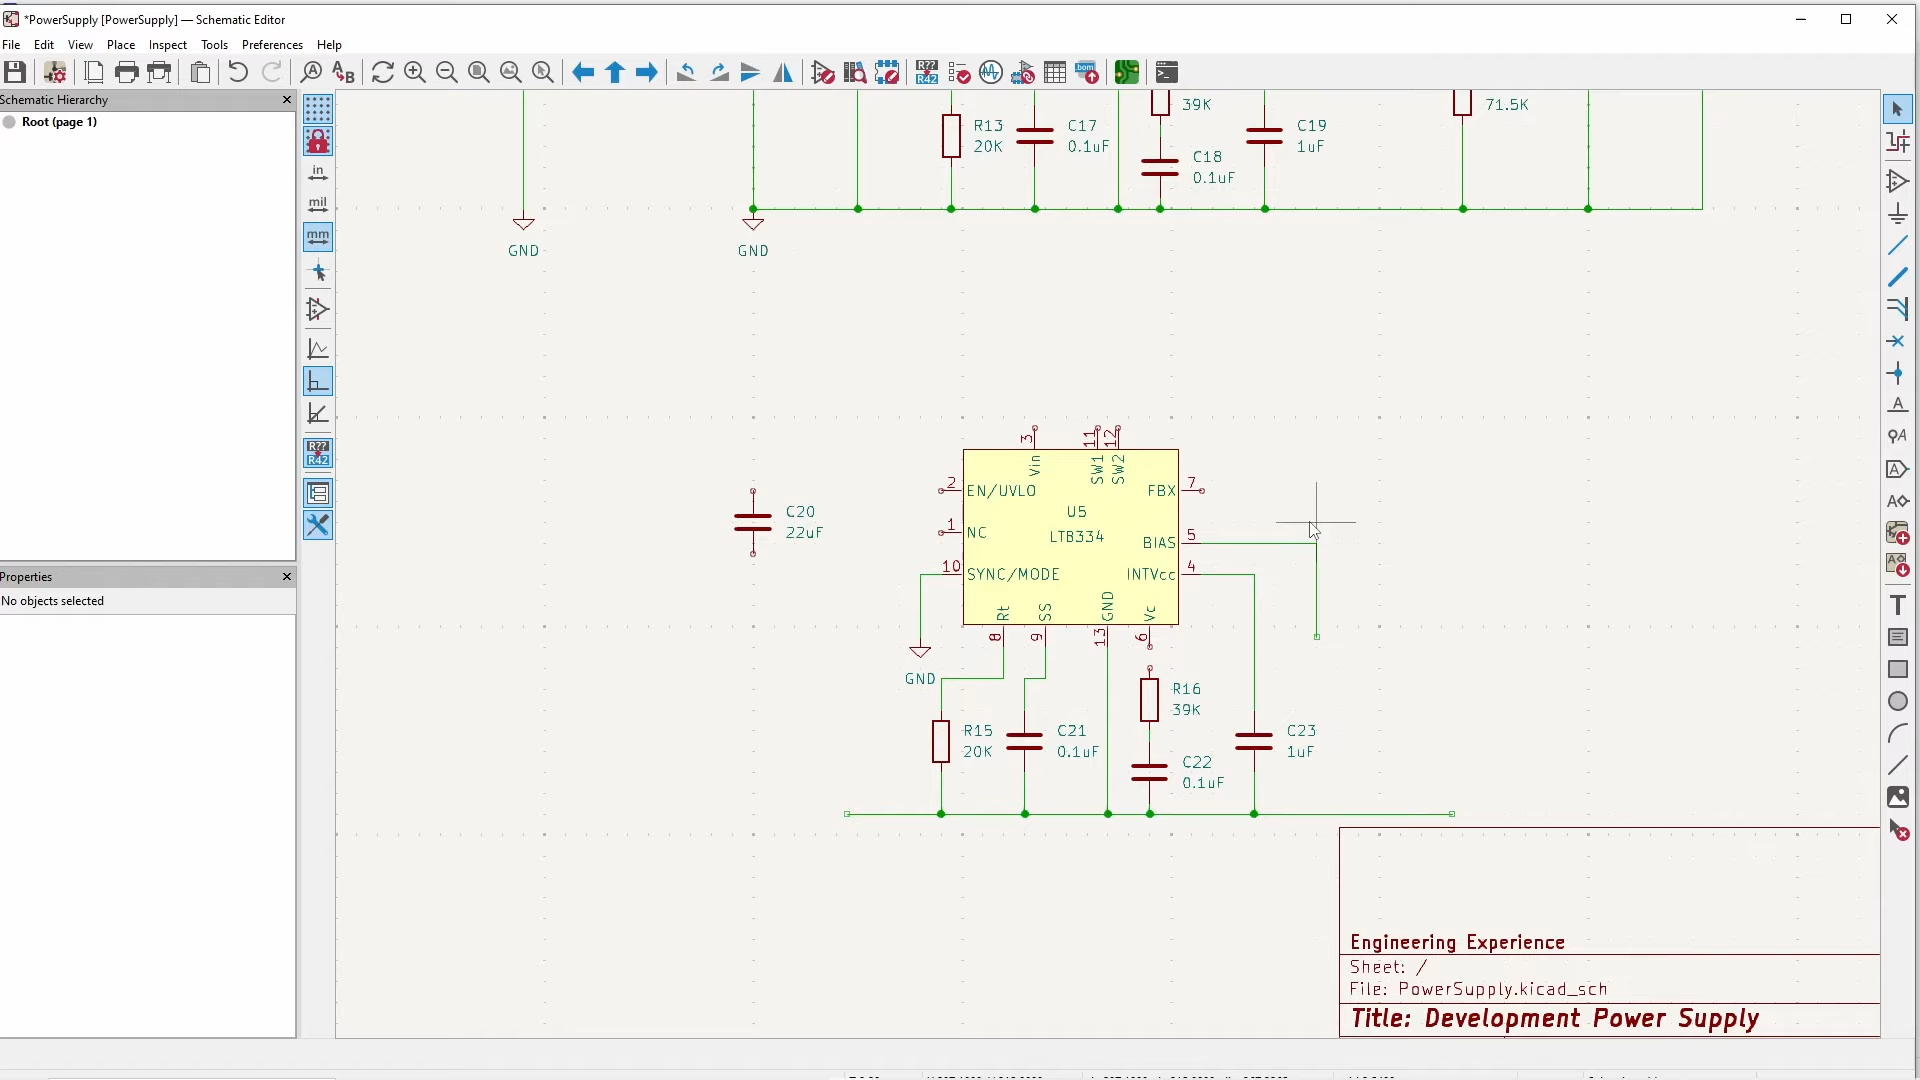 *PowerSupply [PowerSupply] — Schematic Editor
File Edit View Place Inspect Tools Preferences Help
Schematic Hierarchy
Root (page 1)
in
mil
mm
R??
R42
Properties
No objects selected
39K
71.5K
R13
20K
C17
0.1uF
C18
0.1uF
C19
1uF
GND
GND
C20
22uF
3
11
12
Vin
SW1
SW2
2
EN/UVLO
FBX
7
U5
1
NC
LTB334
BIAS
5
10
SYNC/MODE
INTVcc
4
Rt
SS
GND
Vc
8
9
13
6
GND
R16
39K
R15
20K
C21
0.1uF
C22
0.1uF
C23
1uF
Engineering Experience
Sheet: /
File: PowerSupply.kicad_sch
Title: Development Power Supply